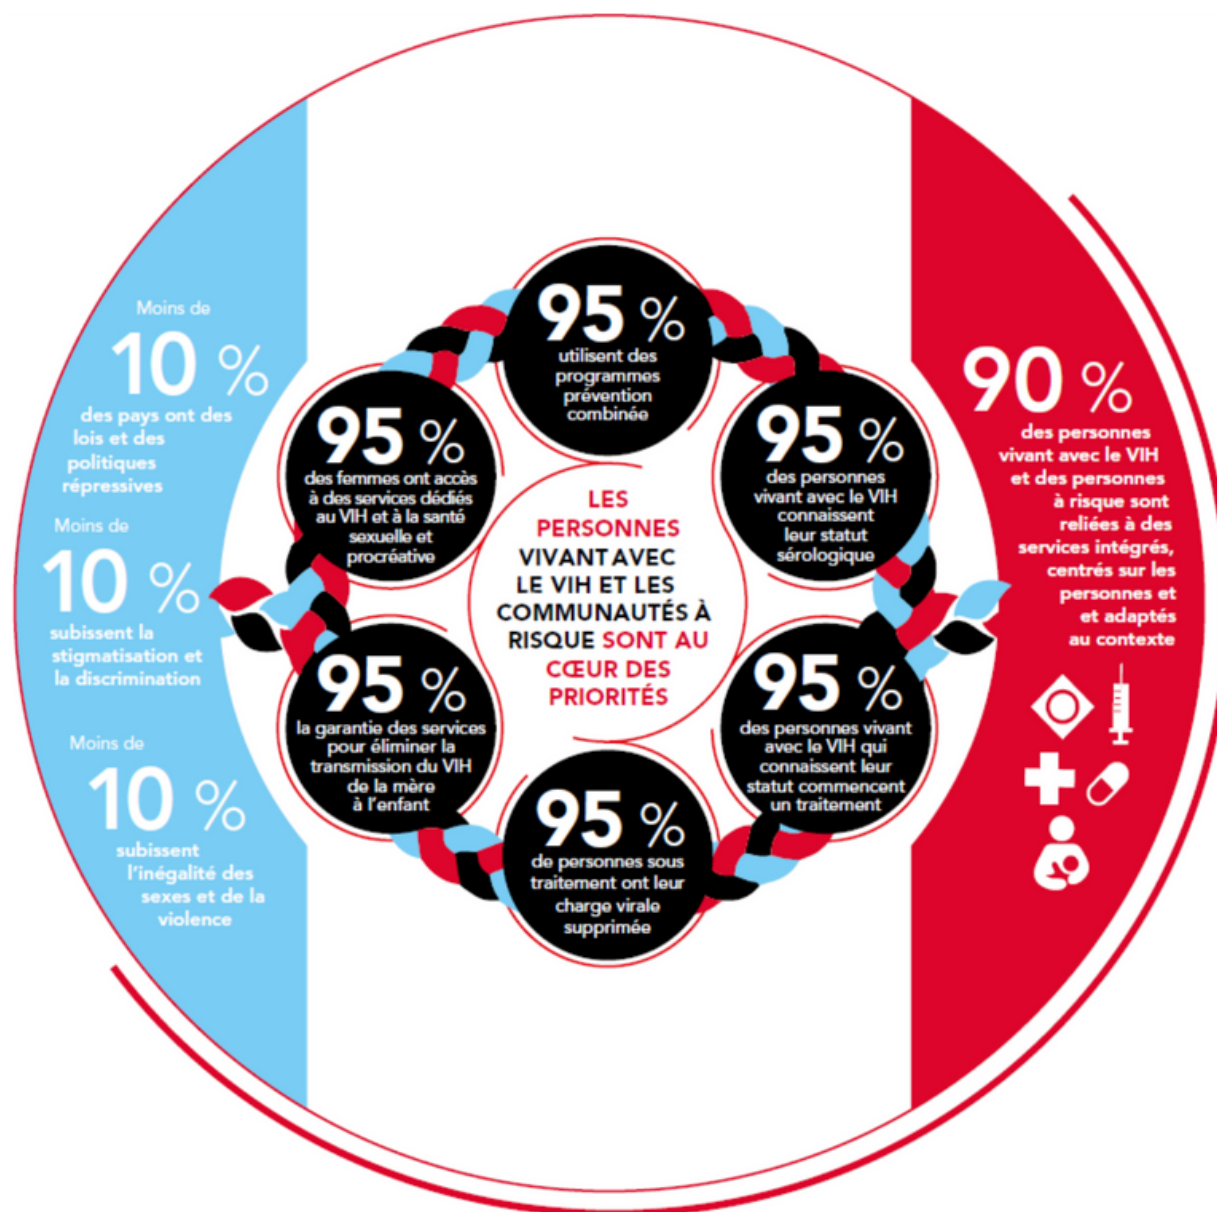 Moins de
10 %
des pays ont des
lois et des
politiques
répressives
Moins de
10 %
subissent la
stigmatisation et
la discrimination
Moins de
10 %
subissent
l'inégalité des
sexes et de la
violence
95 %
utilisent des
programmes
prévention
combinée
95 %
des personnes
vivant avec le VIH
connaissent
leur statut
sérologique
95 %
des personnes vivant
avec le VIH qui
connaissent leur
statut commencent
un traitement
95 %
de personnes sous
traitement ont leur
charge virale
supprimée
95 %
la garantie des services
pour éliminer la
transmission du VIH
de la mère
à l'enfant
95 %
des femmes ont accès
à des services dédiés
au VIH et à la santé
sexuelle et
procréative
LES
PERSONNES
VIVANT AVEC
LE VIH ET LES
COMMUNAUTÉS À
RISQUE SONT AU
CŒUR DES
PRIORITÉS
90 %
des personnes
vivant avec le VIH
et des personnes
à risque sont
reliées à des
services intégrés,
centrés sur les
personnes et
et adaptés
au contexte